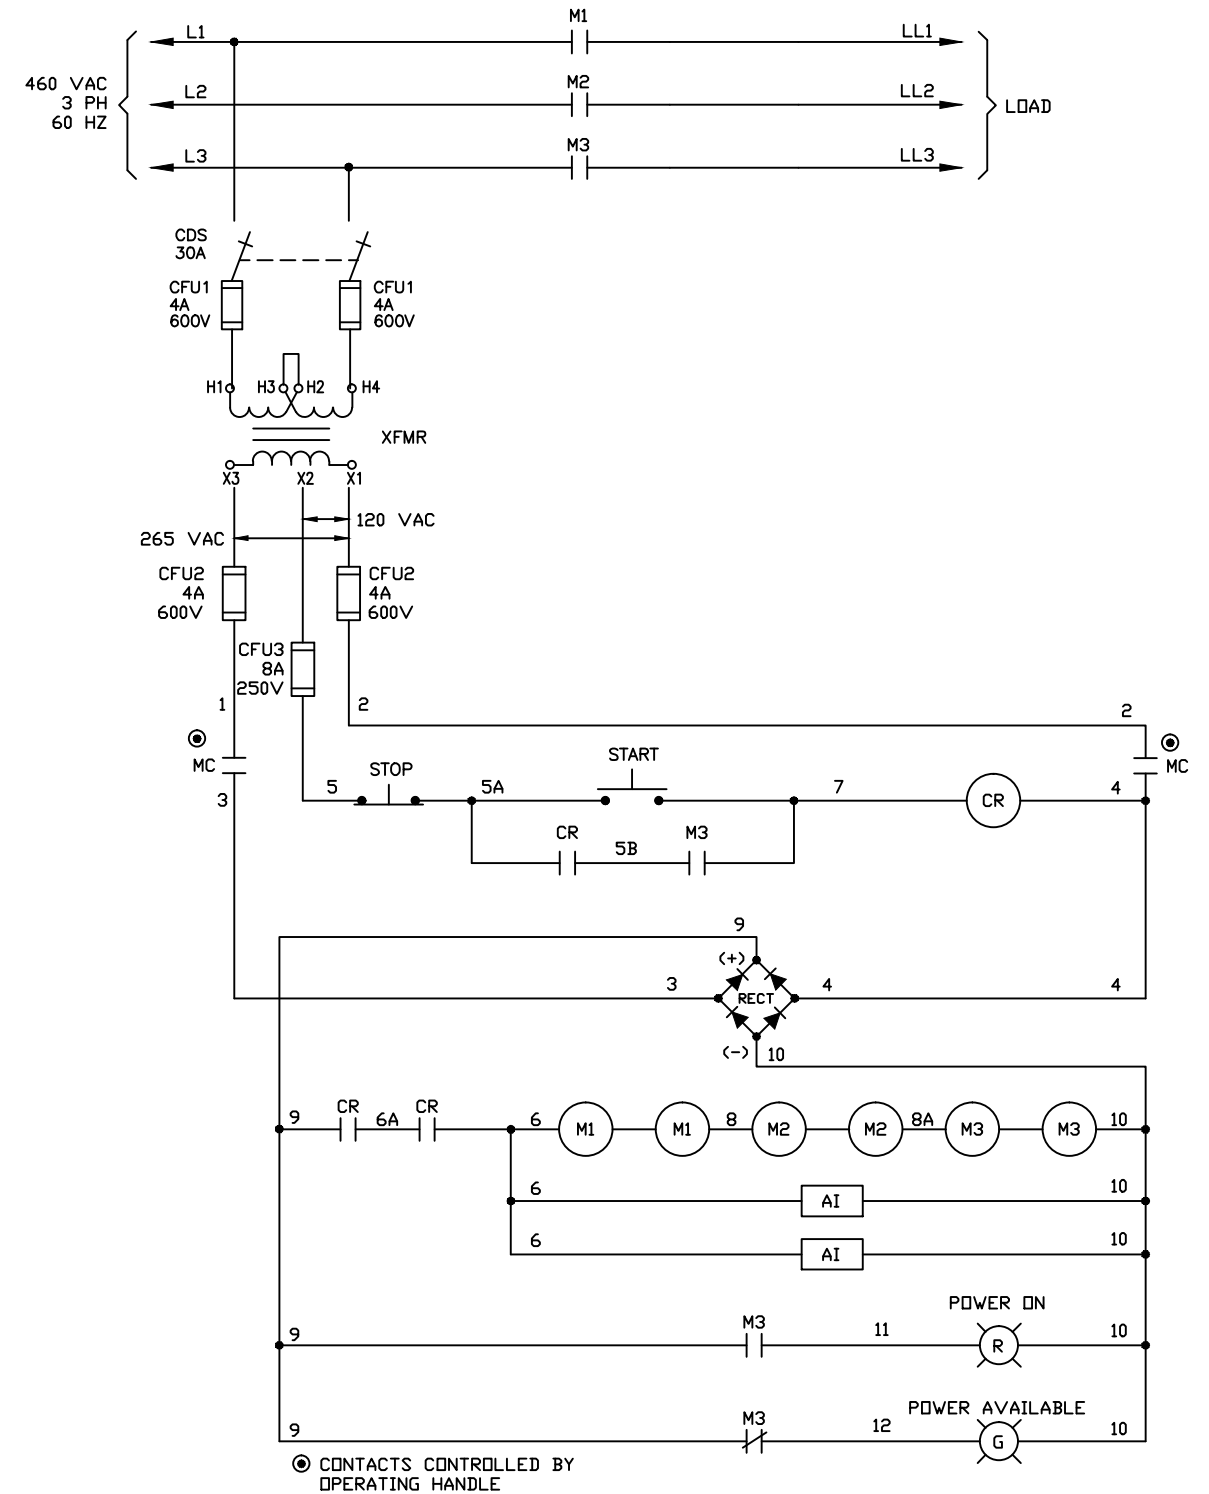 M1
L1
LL1
460 VAC
3 PH
60 HZ
M2
L2
LL2
LOAD
M3
L3
LL3
CDS
30A
CFU1
4A
600V
CFU1
4A
600V
H1
H3
H2
H4
XFMR
X3
X2
X1
120 VAC
265 VAC
CFU2
4A
600V
CFU2
4A
600V
CFU3
8A
250V
1
2
2
MC
MC
3
STOP
START
5
5A
7
CR
4
CR
5B
M3
9
(+)
3
RECT
4
4
(-)
10
9
CR
6A
CR
6
M1
M1
8
M2
M2
8A
M3
M3
10
6
AI
10
6
AI
10
POWER ON
9
M3
11
R
10
POWER AVAILABLE
9
M3
12
G
10
CONTACTS CONTROLLED BY
OPERATING HANDLE